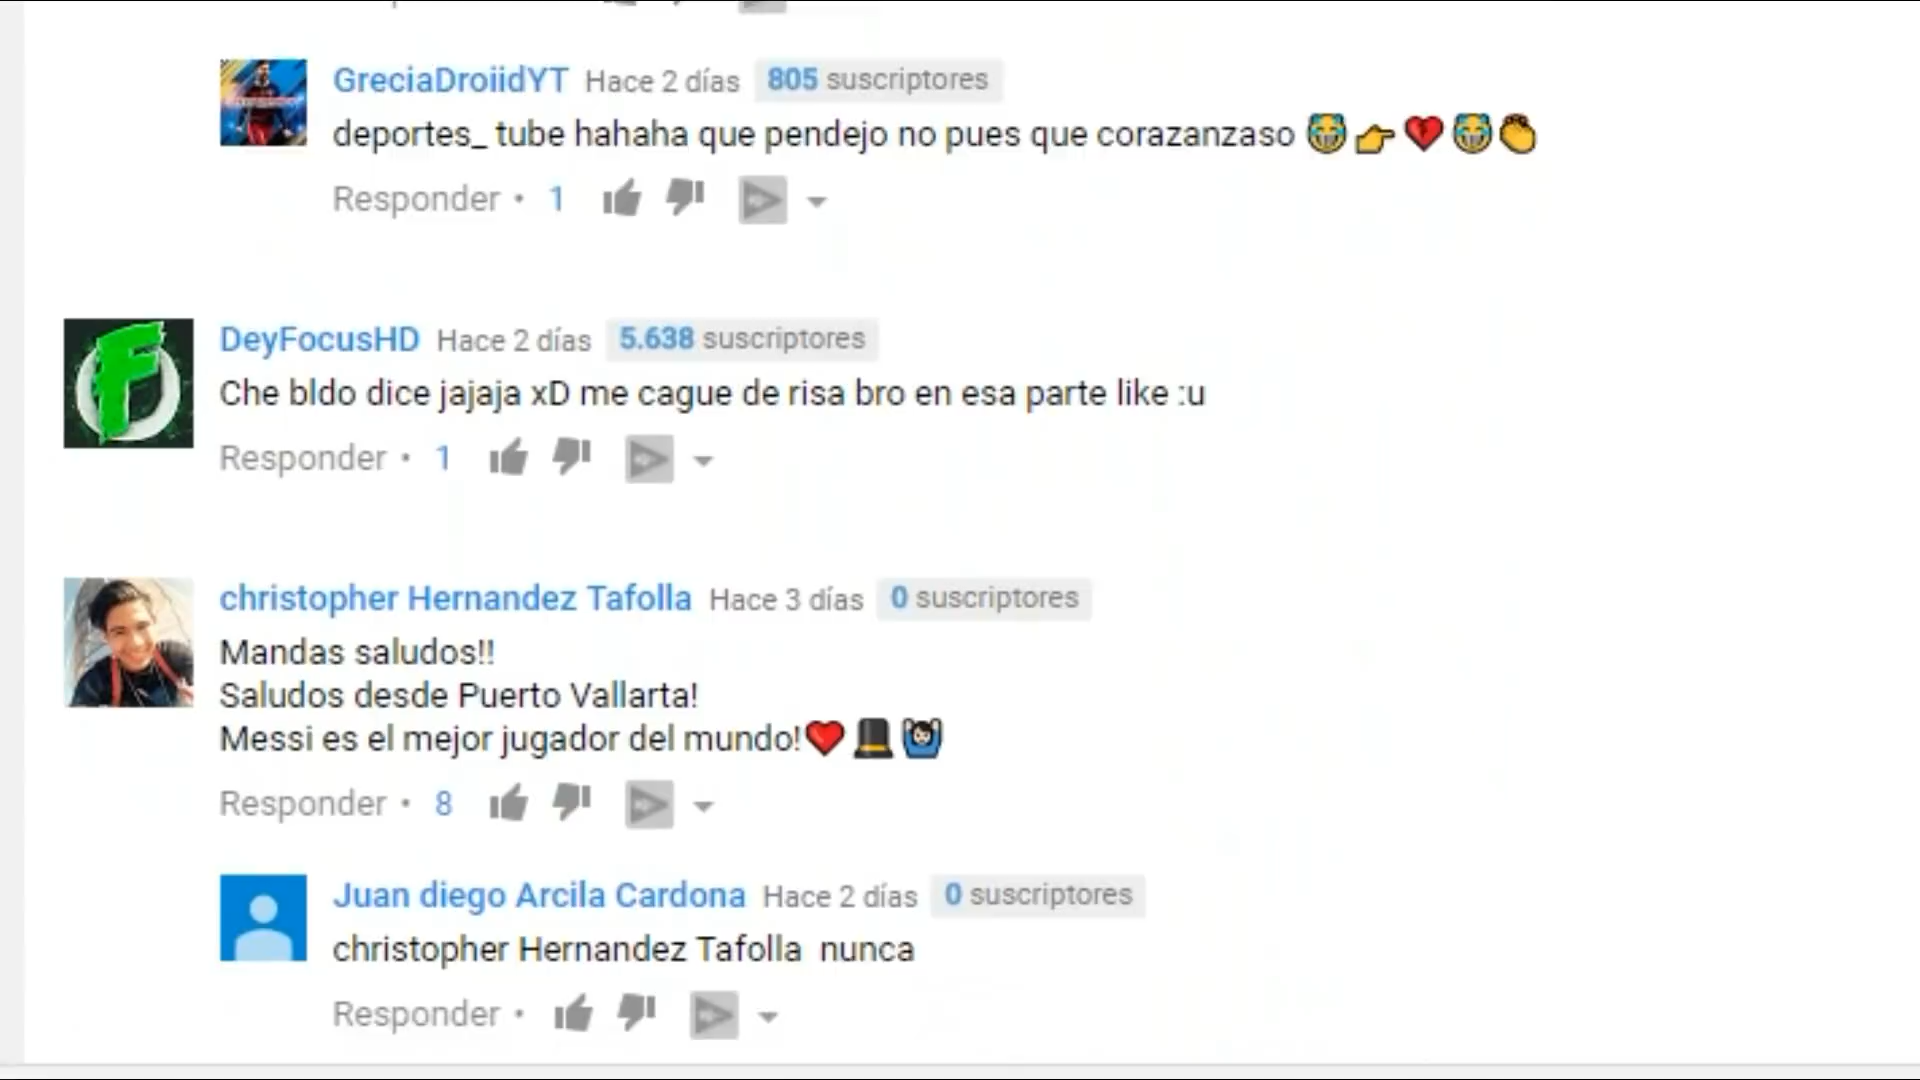 GreciaDroiidYT Hace 2 días 805 suscriptores
deportes_ tube hahaha que pendejo no pues que corazanzaso 😹👉💔😹👏
Responder • 1
DeyFocusHD Hace 2 días 5.638 suscriptores
Che bldo dice jajaja xD me cague de risa bro en esa parte like :u
Responder • 1
christopher Hernandez Tafolla Hace 3 días 0 suscriptores
Mandas saludos!!
Saludos desde Puerto Vallarta!
Messi es el mejor jugador del mundo!❤🎩🙌
Responder • 8
Juan diego Arcila Cardona Hace 2 días 0 suscriptores
christopher Hernandez Tafolla  nunca
Responder •